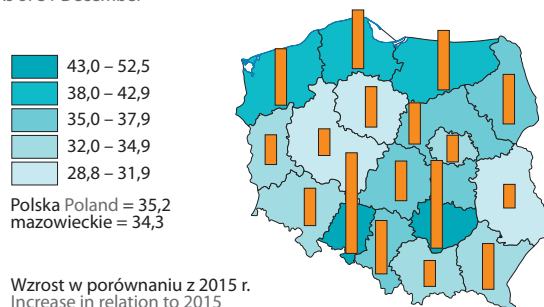 43,0 – 52,5
38,0 – 42,9
35,0 – 37,9
32,0 – 34,9
28,8 – 31,9
Polska Poland = 35,2
mazowieckie = 34,3
Wzrost w porównaniu z 2015 r.
Increase in relation to 2015